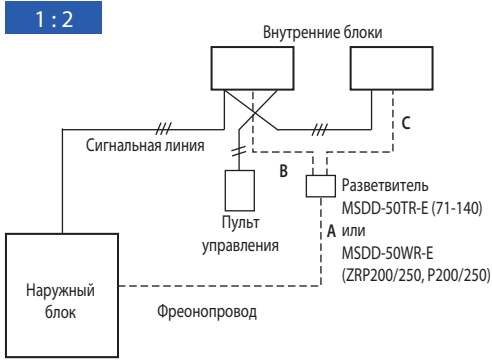 1 : 2
Внутренние блоки
C
Сигнальная линия
B
Разветвитель
MSDD-50TR-E (71-140)
A или
MSDD-50WR-E
(ZRP200/250, P200/250)
Пульт
управления
Наружный
блок
Фреонопровод